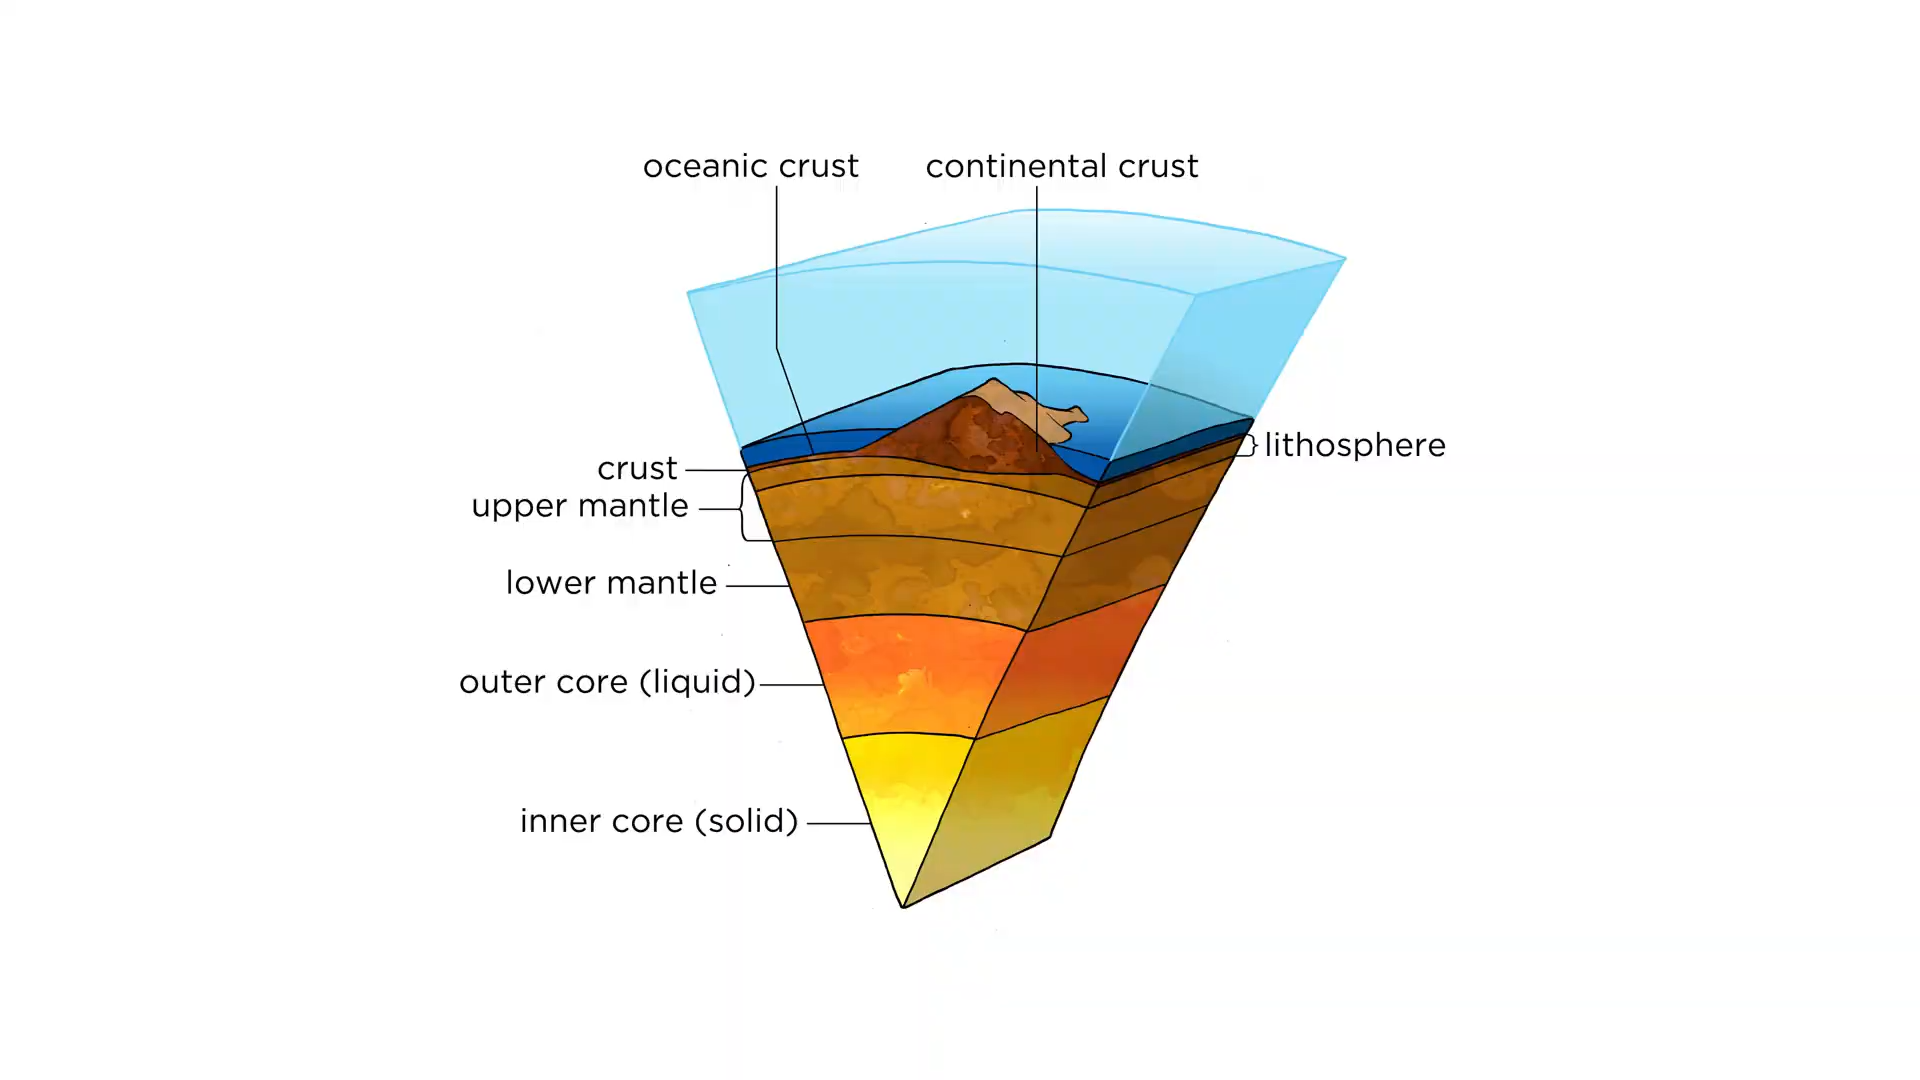 oceanic crust
continental crust
lithosphere
crust
upper mantle
lower mantle
outer core (liquid)
inner core (solid)